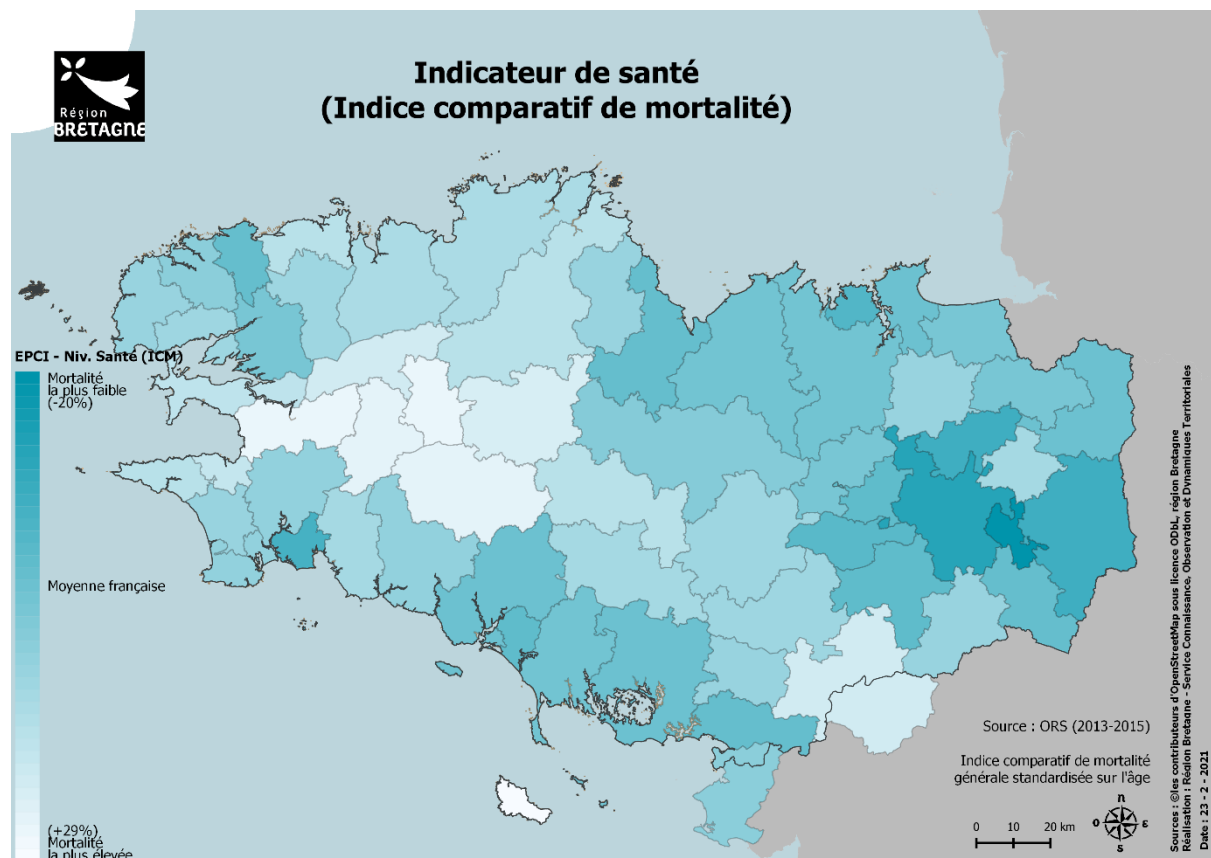 Région
BRETAGNE
Indicateur de santé
(Indice comparatif de mortalité)
EPCI - Niv. Santé (ICM)
Mortalité
la plus faible
(-20%)
Moyenne française
(+29%)
Mortalité
la plus élevée
Source : ORS (2013-2015)
Indice comparatif de mortalité
générale standardisée sur l'âge
0 10 20 km
n
o
e
s
Sources : ©les contributeurs d'OpenStreetMap sous licence ODbL, région Bretagne
Réalisation : Région Bretagne - Service Connaissance, Observation et Dynamiques Territoriales
Date : 23 - 2 - 2021